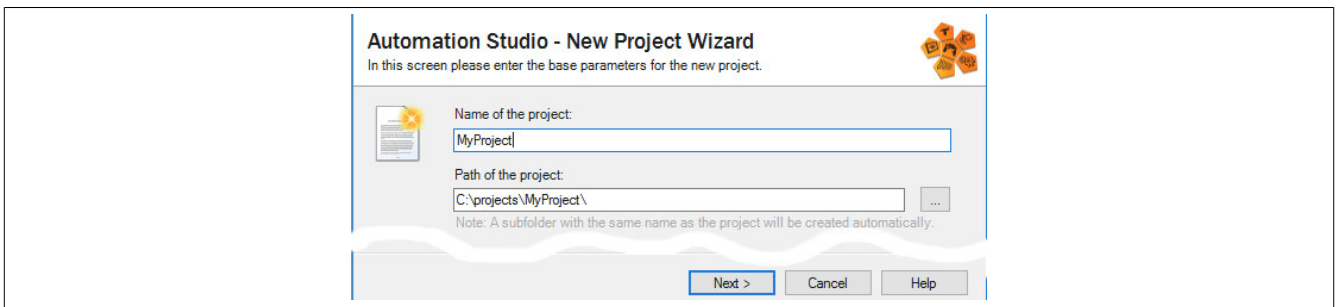 Automation Studio - New Project Wizard
In this screen please enter the base parameters for the new project.
Name of the project:
MyProject
Path of the project:
C:\projects\MyProject\
...
Note: A subfolder with the same name as the project will be created automatically.
Next >
Cancel
Help